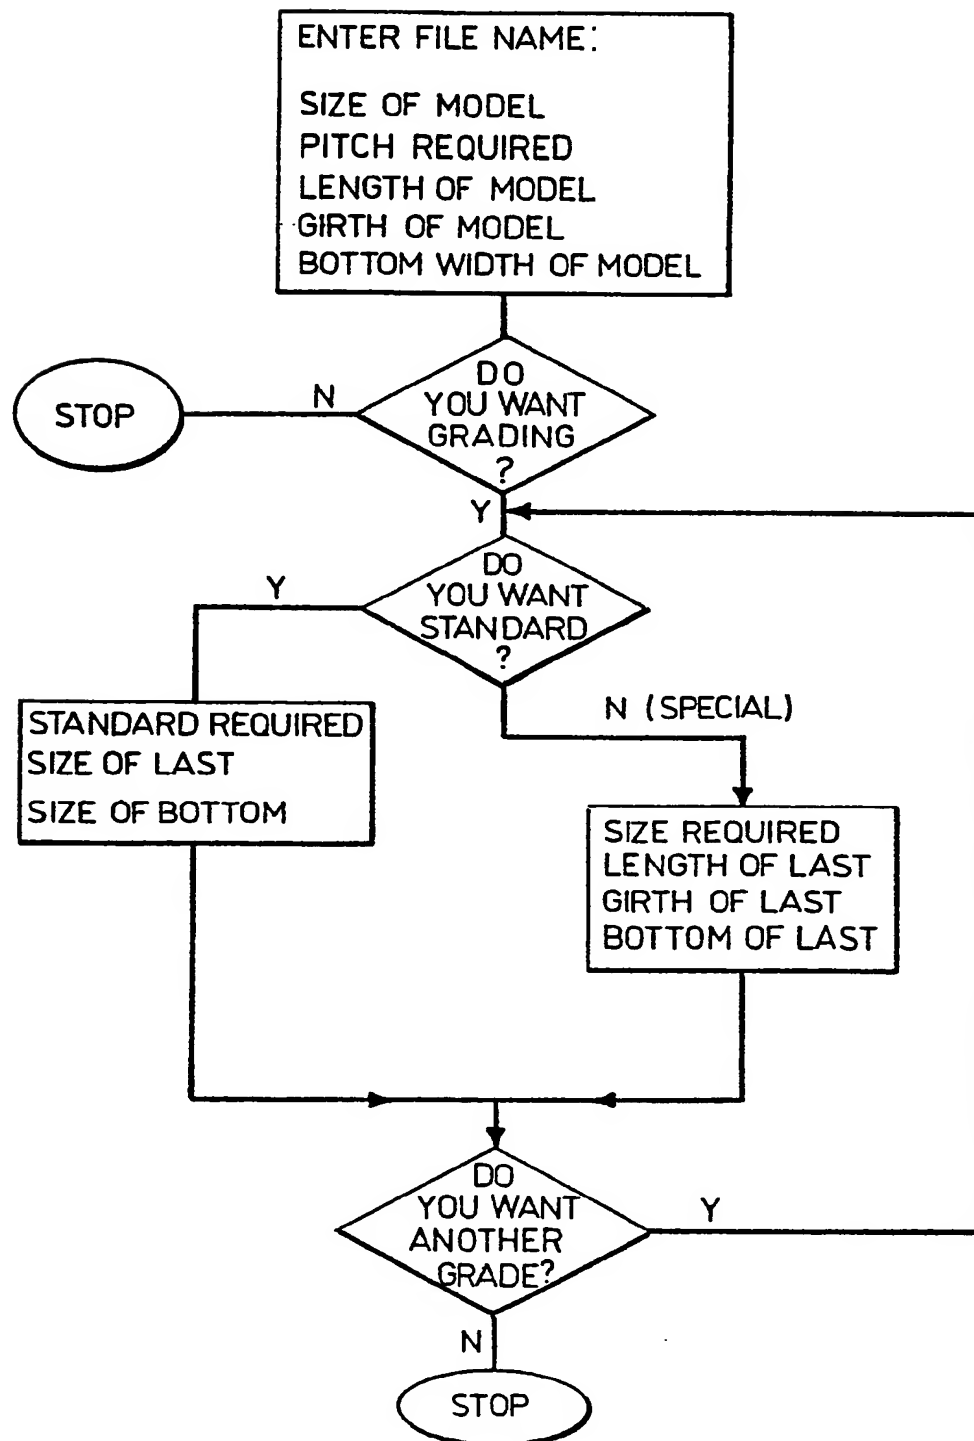 ENTER FILE NAME:
SIZE OF MODEL
PITCH REQUIRED
LENGTH OF MODEL
GIRTH OF MODEL
BOTTOM WIDTH OF MODEL
DO
YOU WANT
GRADING
?
N
STOP
Y
DO
YOU WANT
STANDARD
?
Y
N (SPECIAL)
STANDARD REQUIRED
SIZE OF LAST
SIZE OF BOTTOM
SIZE REQUIRED
LENGTH OF LAST
GIRTH OF LAST
BOTTOM OF LAST
DO
YOU WANT
ANOTHER
GRADE?
Y
N
STOP